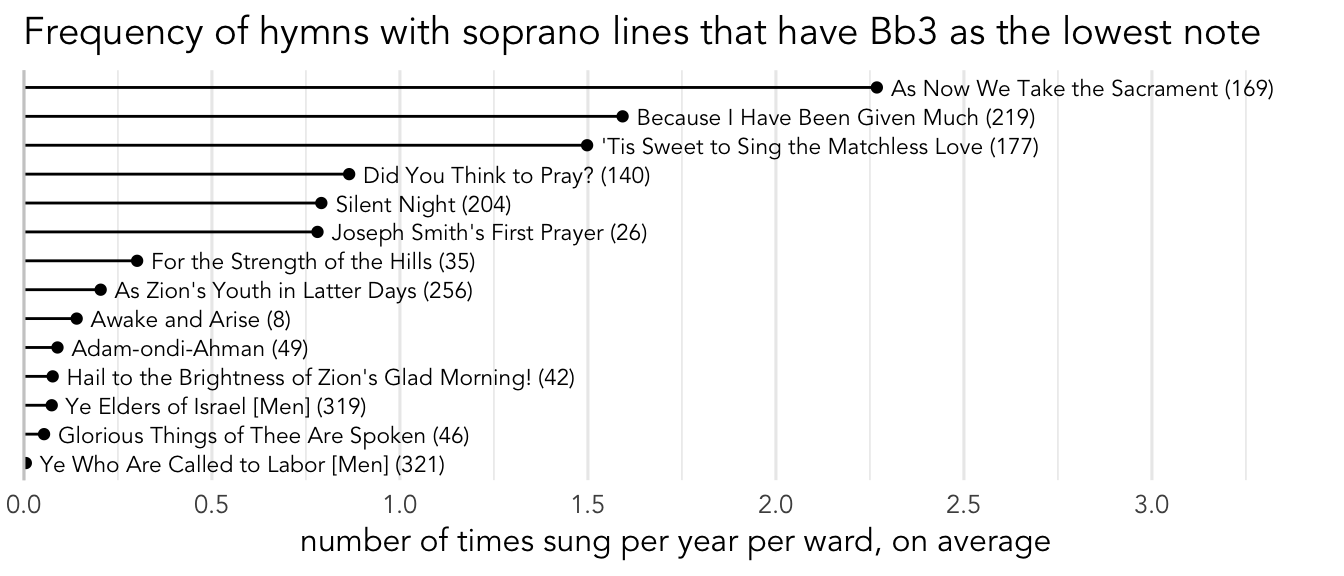 Frequency of hymns with soprano lines that have Bb3 as the lowest note
As Now We Take the Sacrament (169)
Because I Have Been Given Much (219)
'Tis Sweet to Sing the Matchless Love (177)
Did You Think to Pray? (140)
Silent Night (204)
Joseph Smith's First Prayer (26)
For the Strength of the Hills (35)
As Zion's Youth in Latter Days (256)
Awake and Arise (8)
Adam-ondi-Ahman (49)
Hail to the Brightness of Zion's Glad Morning! (42)
Ye Elders of Israel [Men] (319)
Glorious Things of Thee Are Spoken (46)
Ye Who Are Called to Labor [Men] (321)
0.0 0.5 1.0 1.5 2.0 2.5 3.0
number of times sung per year per ward, on average